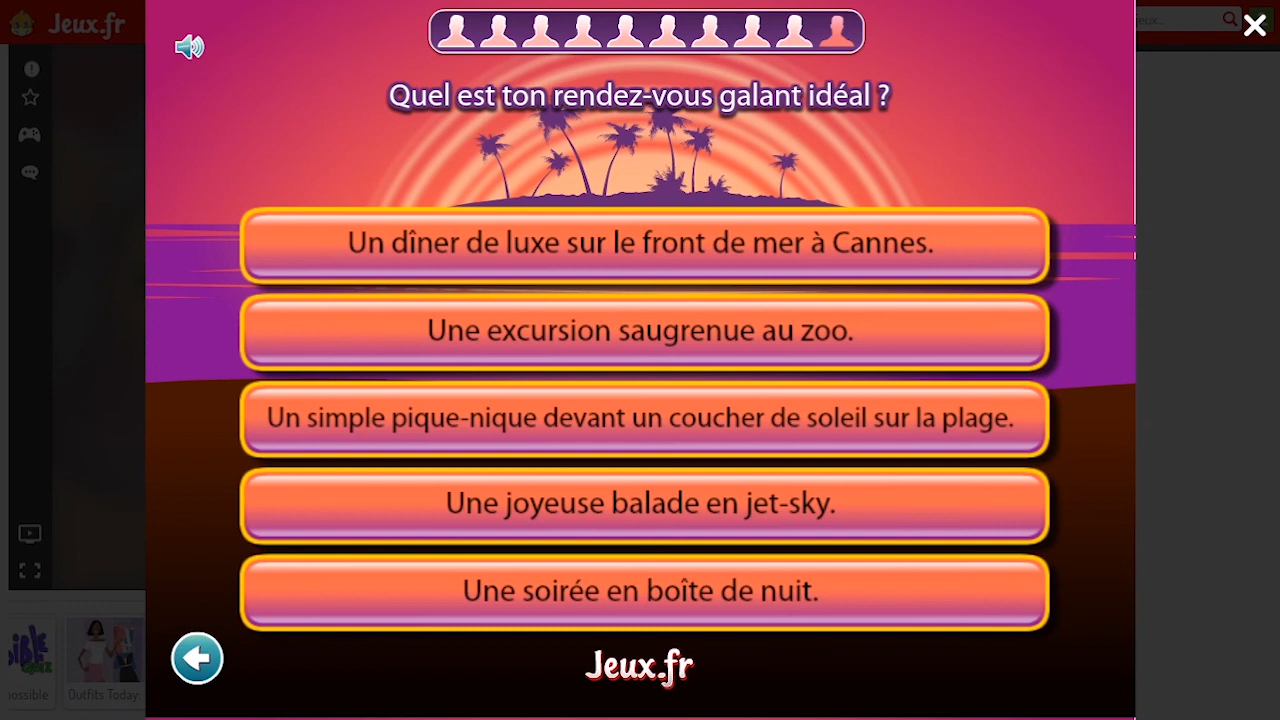 Jeux.fr
jeux...
Quel est ton rendez-vous galant idéal ?
Un dîner de luxe sur le front de mer à Cannes.
Une excursion saugrenue au zoo.
Un simple pique-nique devant un coucher de soleil sur la plage.
Une joyeuse balade en jet-sky.
Une soirée en boîte de nuit.
Jeux.fr
Outfits Today: